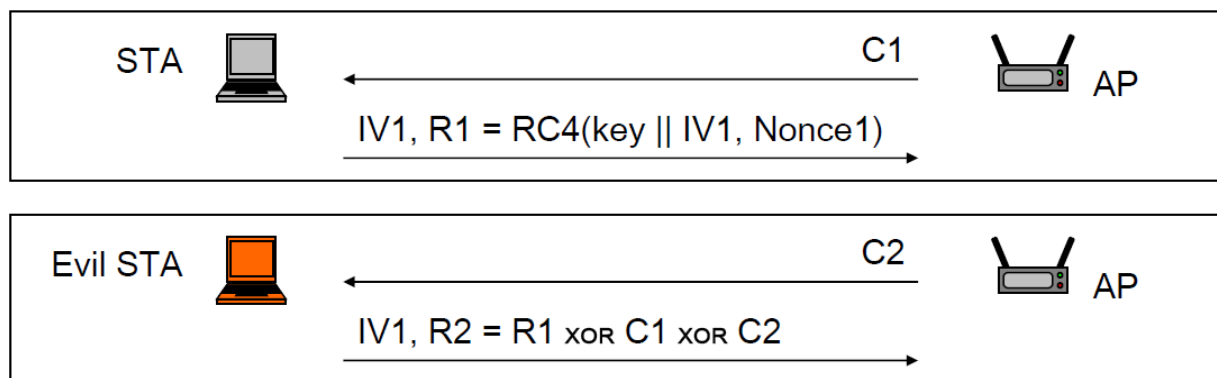 C1
STA
AP
IV1, R1 = RC4(key || IV1, Nonce1)
C2
Evil STA
AP
IV1, R2 = R1 XOR C1 XOR C2